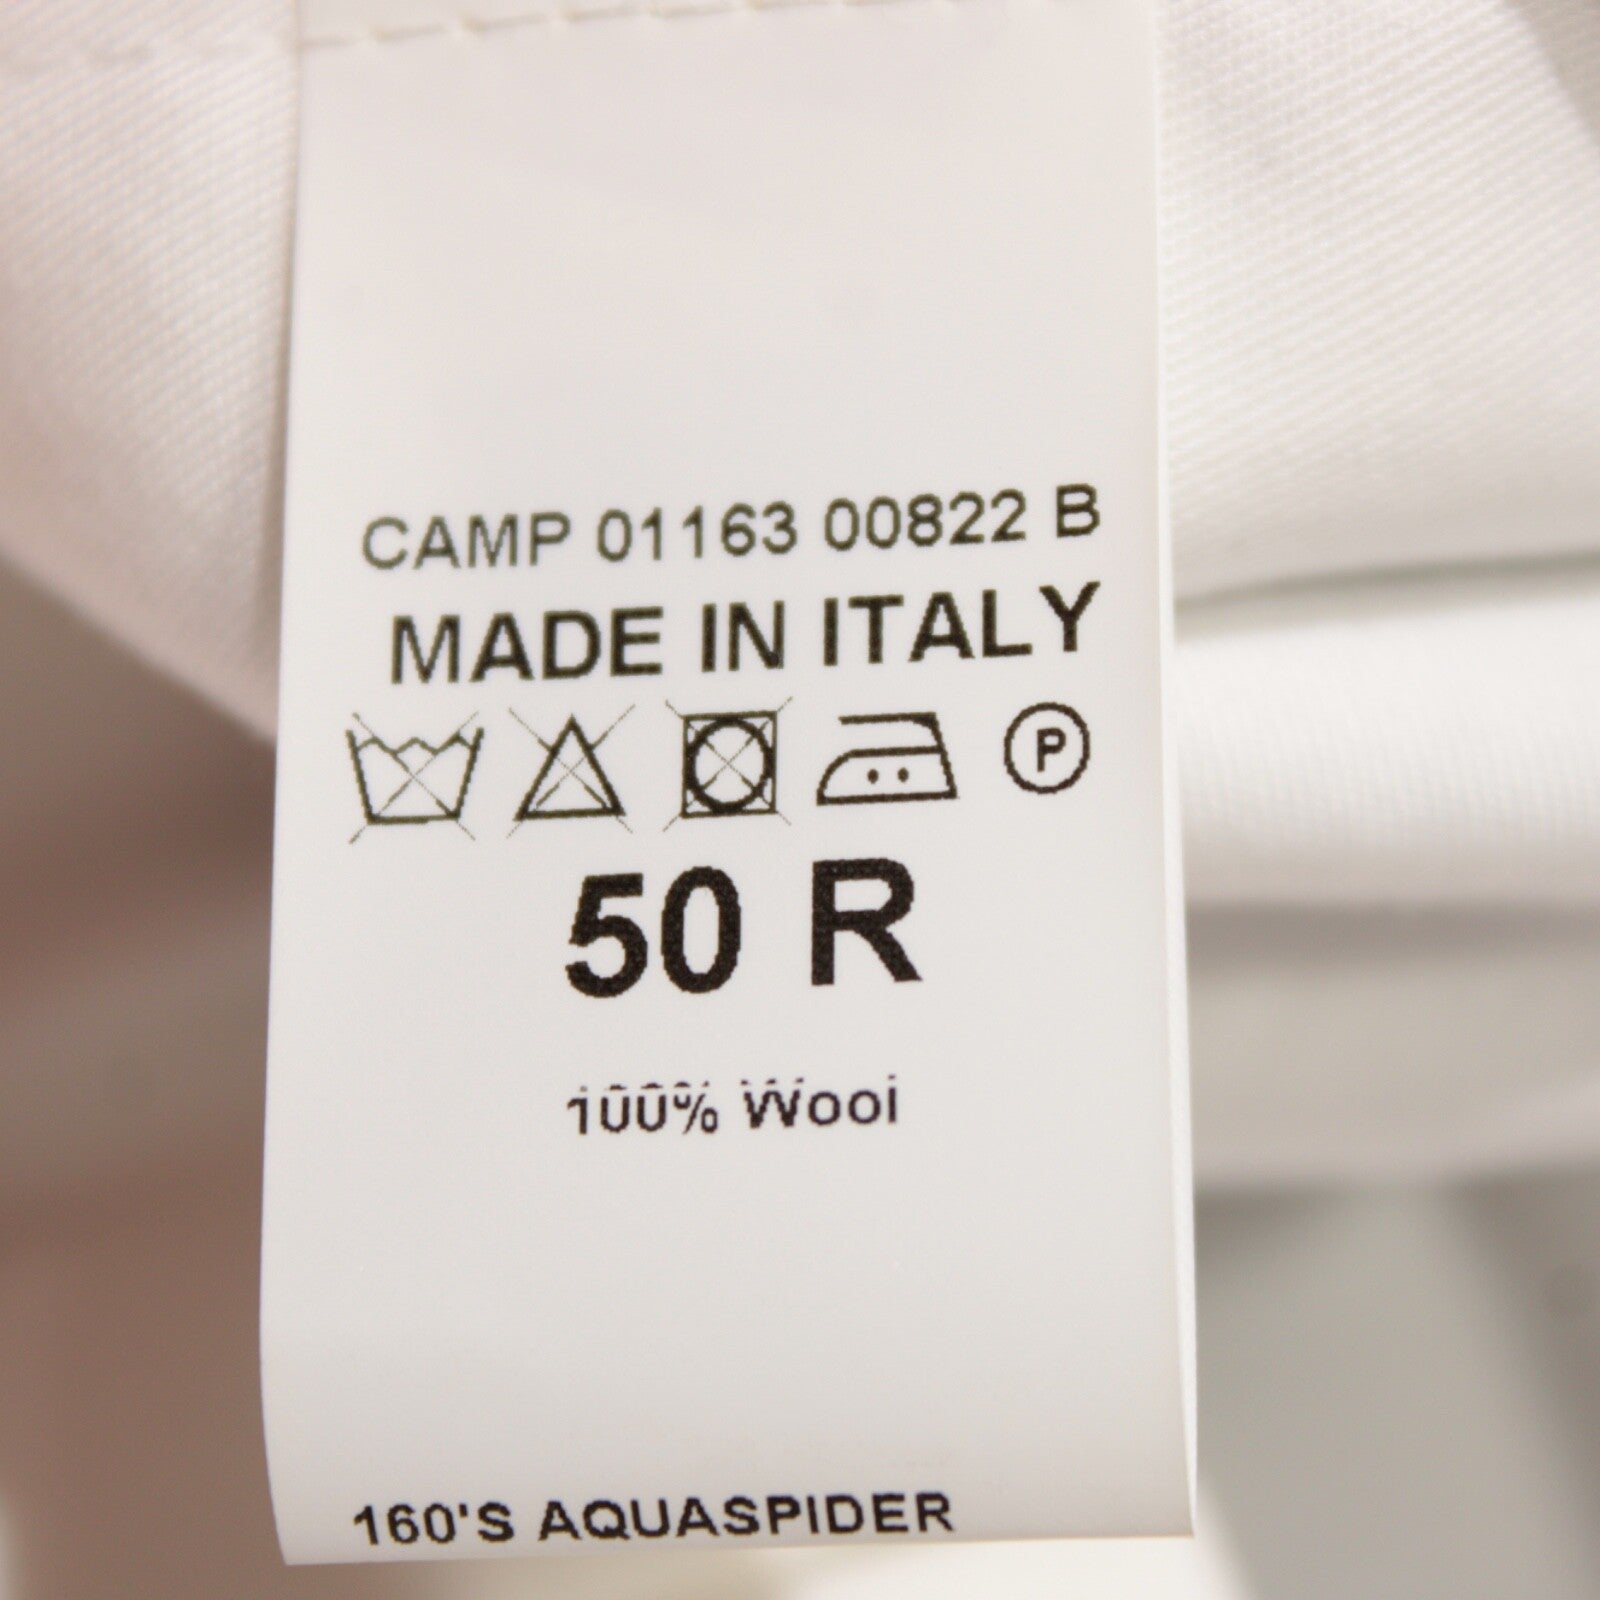 CAMP 01163 00822 B
MADE IN ITALY
P
50 R
100% Wool
160'S AQUASPIDER